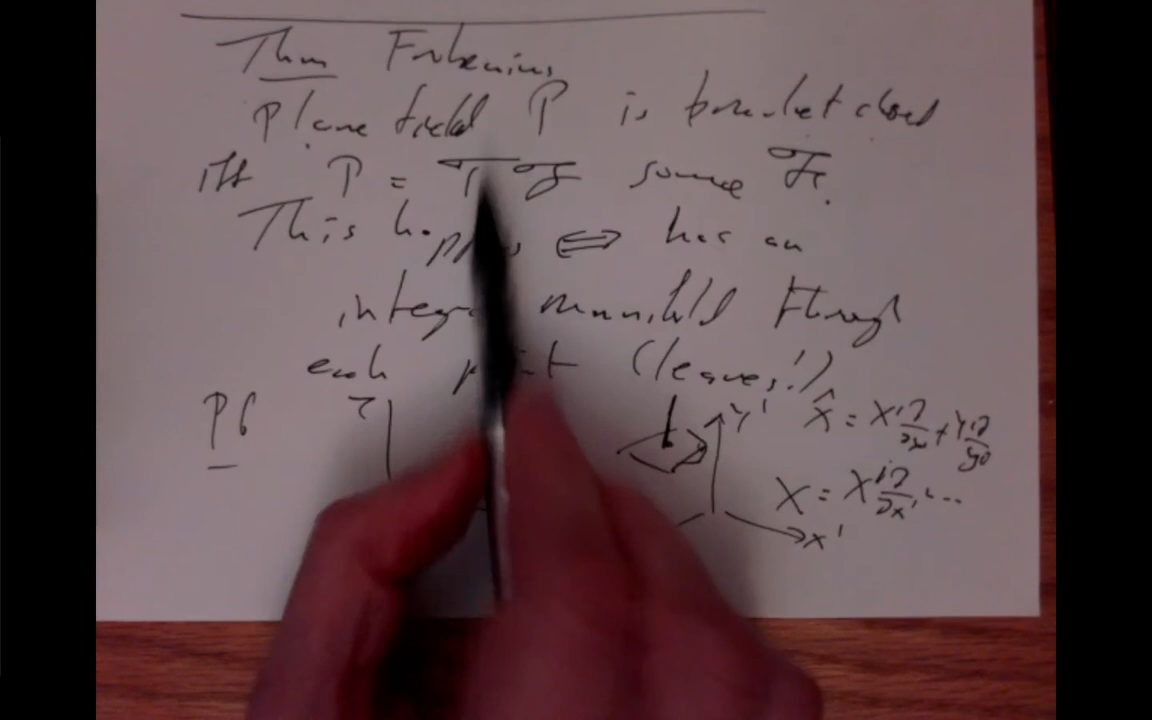 Thm Frobenius
Plane field P is bracket closed
iff P = T ℱ some ℱ.
This happens ⟺ has an
integral manifold through
each point (leaves!)
Pf z y' X̂ = X^i ∂/∂x^i + Y^i ∂/
X = X^i ∂/∂x^i, ...
x'